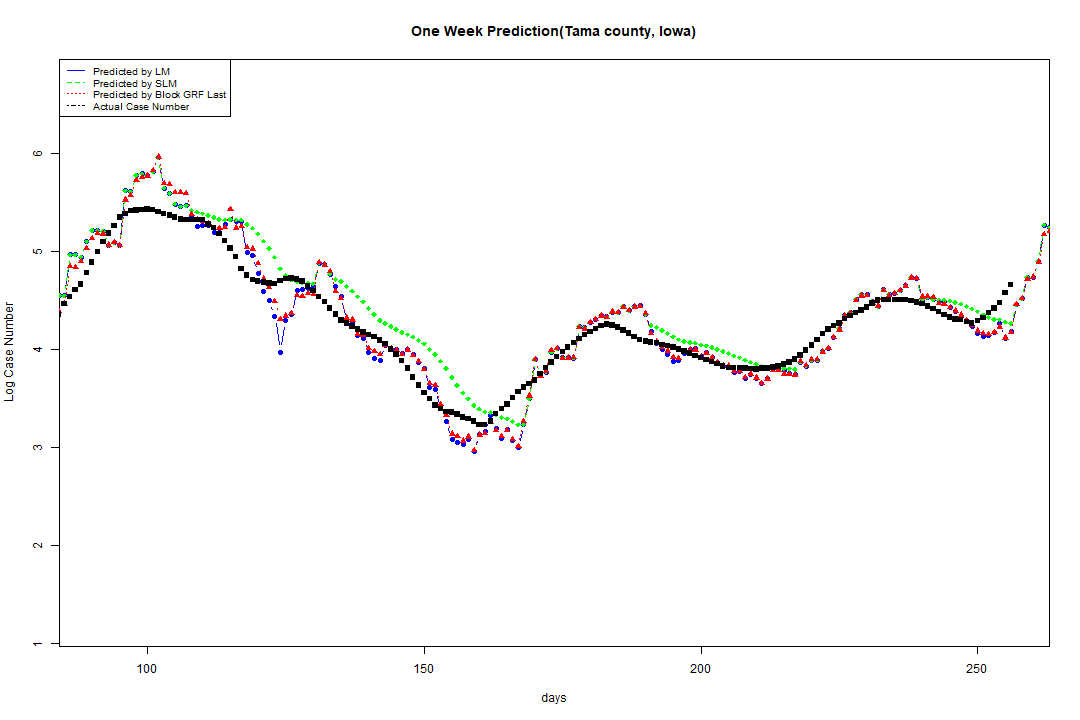 One Week Prediction(Tama county, Iowa)
Predicted by LM
Predicted by SLM
Predicted by Block GRF Last
Actual Case Number
6
5
4
3
2
1
Log Case Number
100 150 200 250
days